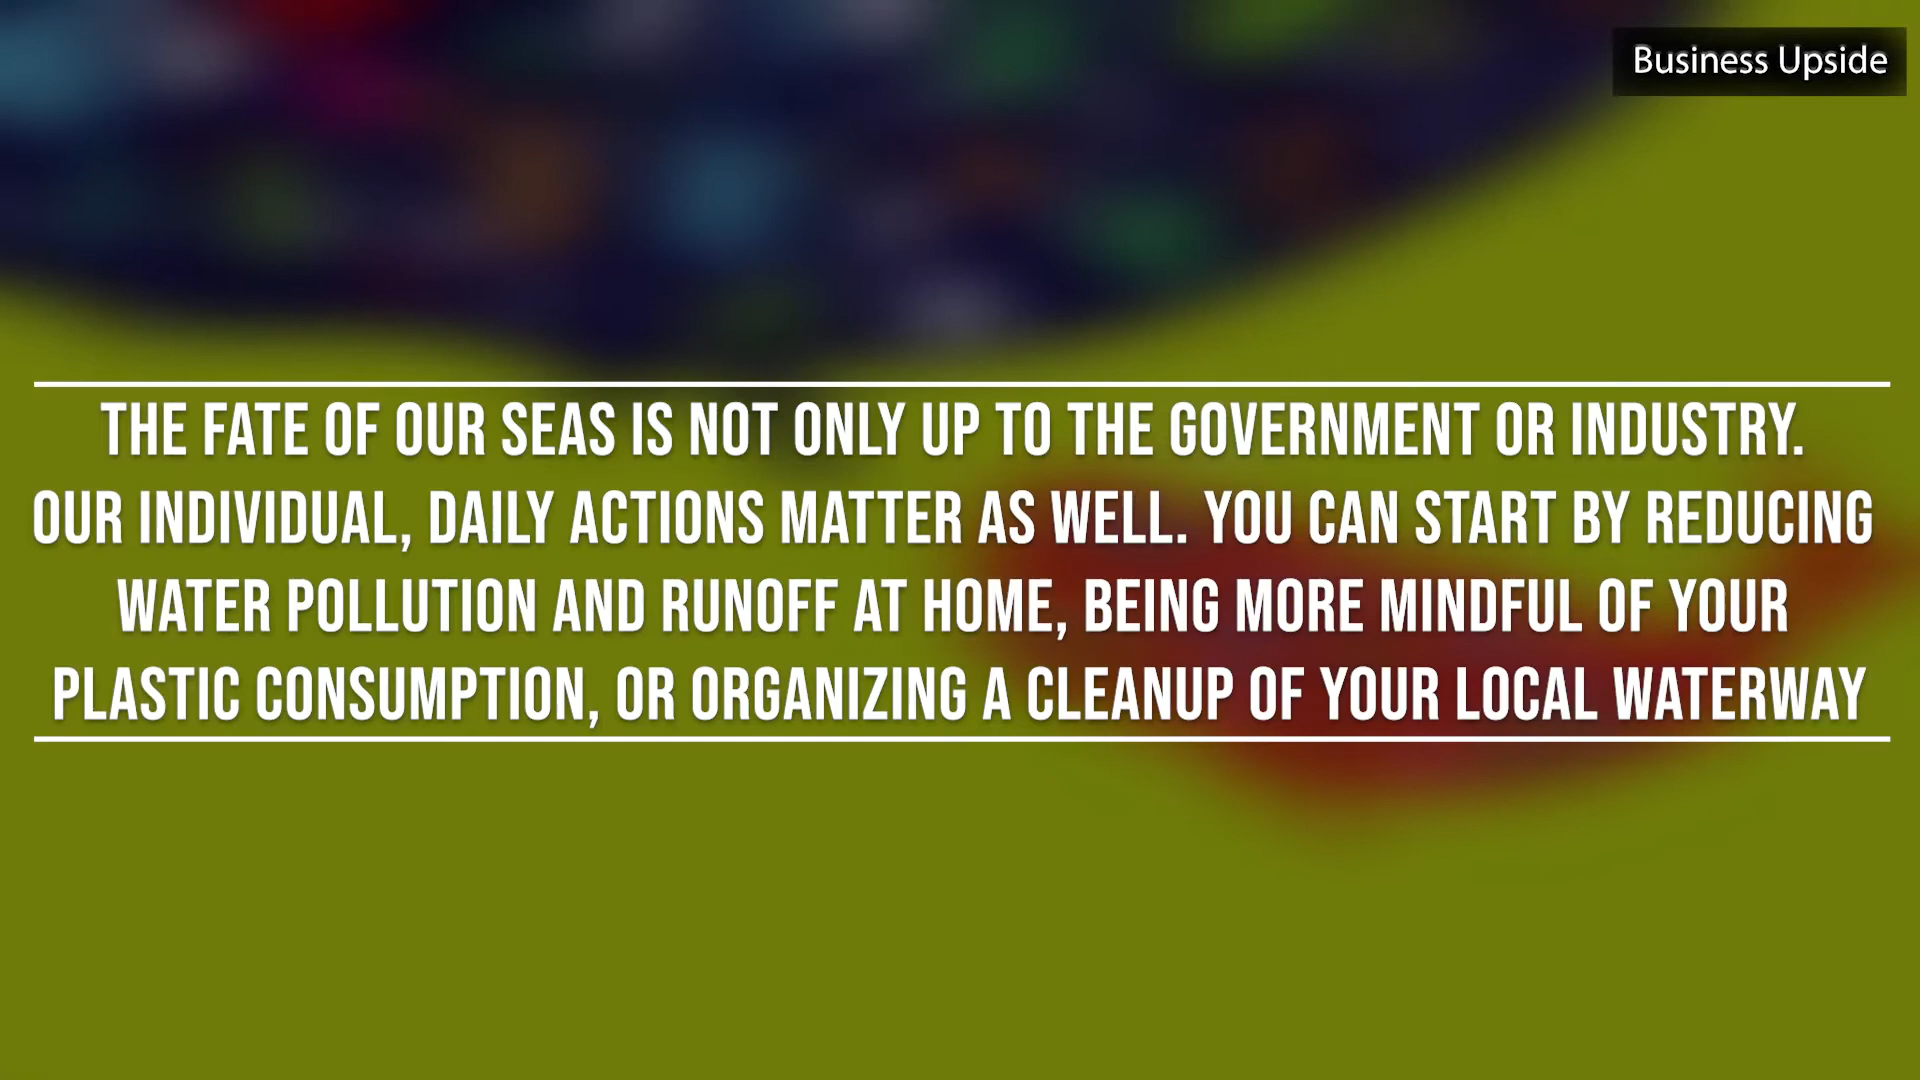 Business Upside
THE FATE OF OUR SEAS IS NOT ONLY UP TO THE GOVERNMENT OR INDUSTRY.
OUR INDIVIDUAL, DAILY ACTIONS MATTER AS WELL. YOU CAN START BY REDUCING
WATER POLLUTION AND RUNOFF AT HOME, BEING MORE MINDFUL OF YOUR
PLASTIC CONSUMPTION, OR ORGANIZING A CLEANUP OF YOUR LOCAL WATERWAY